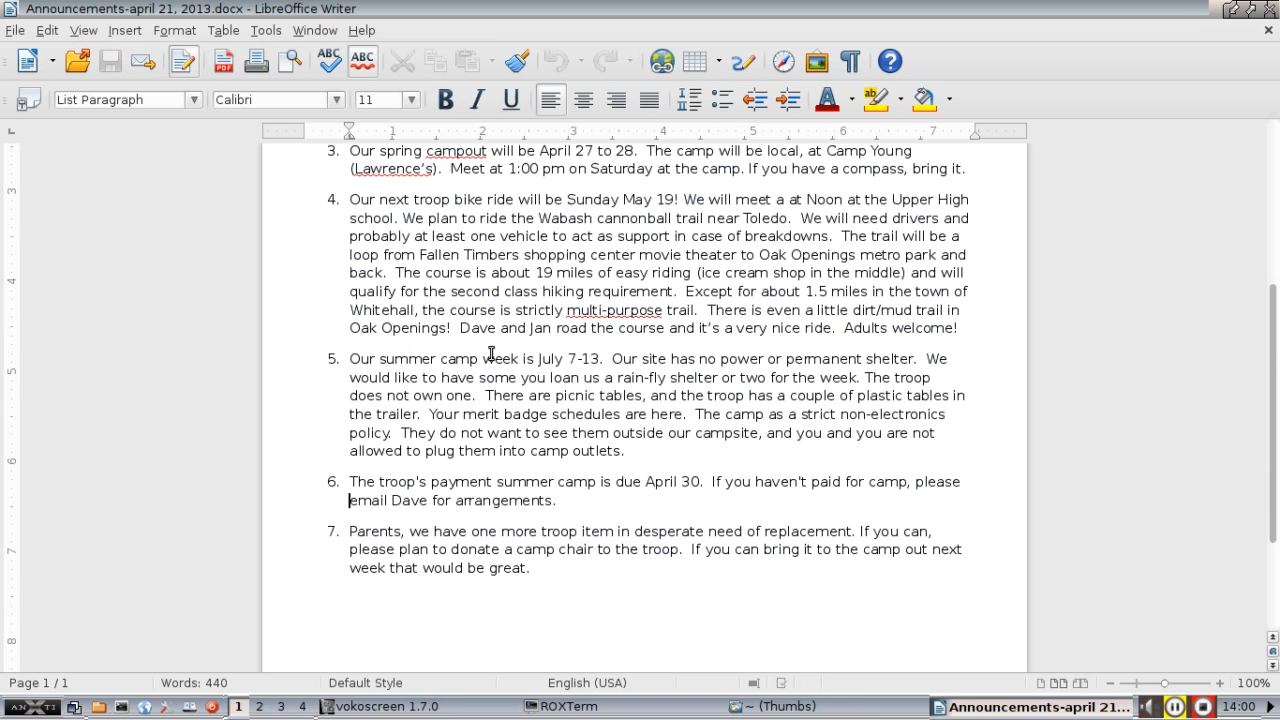 Announcements-april 21, 2013.docx - LibreOffice Writer
File Edit View Insert Format Table Tools Window Help
List Paragraph Calibri 11
1 2 3 4 5 6 7
3. Our spring campout will be April 27 to 28. The camp will be local, at Camp Young
(Lawrence’s). Meet at 1:00 pm on Saturday at the camp. If you have a compass, bring it.
4. Our next troop bike ride will be Sunday May 19! We will meet a at Noon at the Upper High
school. We plan to ride the Wabash cannonball trail near Toledo. We will need drivers and
probably at least one vehicle to act as support in case of breakdowns. The trail will be a
loop from Fallen Timbers shopping center movie theater to Oak Openings metro park and
back. The course is about 19 miles of easy riding (ice cream shop in the middle) and will
qualify for the second class hiking requirement. Except for about 1.5 miles in the town of
Whitehall, the course is strictly multi-purpose trail. There is even a little dirt/mud trail in
Oak Openings! Dave and Jan road the course and it’s a very nice ride. Adults welcome!
5. Our summer camp week is July 7-13. Our site has no power or permanent shelter. We
would like to have some you loan us a rain-fly shelter or two for the week. The troop
does not own one. There are picnic tables, and the troop has a couple of plastic tables in
the trailer. Your merit badge schedules are here. The camp as a strict non-electronics
policy. They do not want to see them outside our campsite, and you and you are not
allowed to plug them into camp outlets.
6. The troop's payment summer camp is due April 30. If you haven't paid for camp, please
email Dave for arrangements.
7. Parents, we have one more troop item in desperate need of replacement. If you can,
please plan to donate a camp chair to the troop. If you can bring it to the camp out next
week that would be great.
3
4
5
6
7
8
Page 1 / 1 Words: 440 Default Style English (USA) 100%
1 2 3 4 vokoscreen 1.7.0 ROXTerm ~ (Thumbs) Announcements-april 21... 14:00